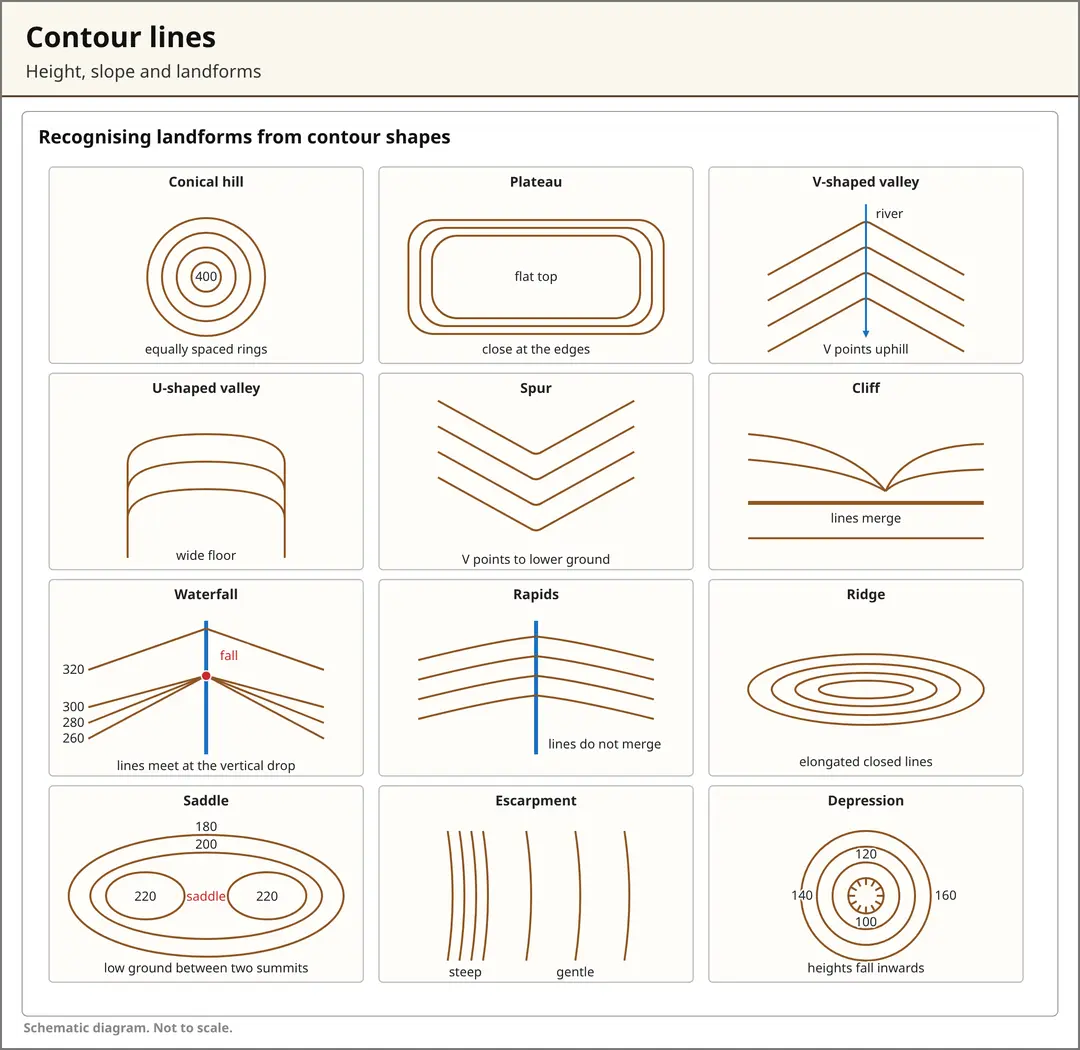 Contour lines
Height, slope and landforms
Recognising landforms from contour shapes
Conical hill
400
equally spaced rings
Plateau
flat top
close at the edges
V-shaped valley
river
V points uphill
U-shaped valley
wide floor
Spur
V points to lower ground
Cliff
lines merge
Waterfall
fall
320
300
280
260
lines meet at the vertical drop
Rapids
lines do not merge
Ridge
elongated closed lines
Saddle
180
200
220 saddle 220
low ground between two summits
Escarpment
steep gentle
Depression
120
140 160
100
heights fall inwards
Schematic diagram. Not to scale.